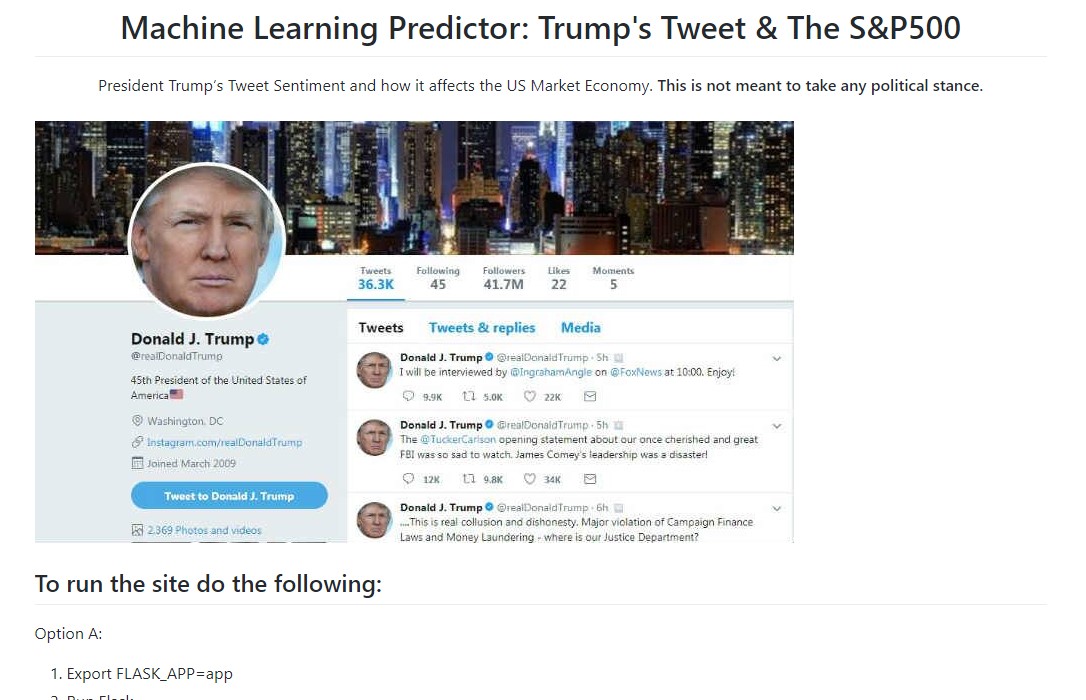 Machine Learning Predictor: Trump's Tweet & The S&P500
President Trump's Tweet Sentiment and how it affects the US Market Economy. This is not meant to take any political stance.
Tweets Following Followers Likes Moments
36.3K 45 41.7M 22 5
Donald J. Trump
@realDonaldTrump
45th President of the United States of
America
Washington, DC
Instagram.com/realDonaldTrump
Joined March 2009
Tweet to Donald J. Trump
2,369 Photos and videos
Tweets Tweets & replies Media
Donald J. Trump @realDonaldTrump · 5h
I will be interviewed by @IngrahamAngle on @FoxNews at 10:00. Enjoy!
9.9K 5.0K 22K
Donald J. Trump @realDonaldTrump · 5h
The @TuckerCarlson opening statement about our once cherished and great
FBI was so sad to watch. James Comey's leadership was a disaster!
12K 9.8K 34K
Donald J. Trump @realDonaldTrump · 6h
....This is real collusion and dishonesty. Major violation of Campaign Finance
Laws and Money Laundering - where is our Justice Department?
To run the site do the following:
Option A:
1. Export FLASK_APP=app
2. Run Flask